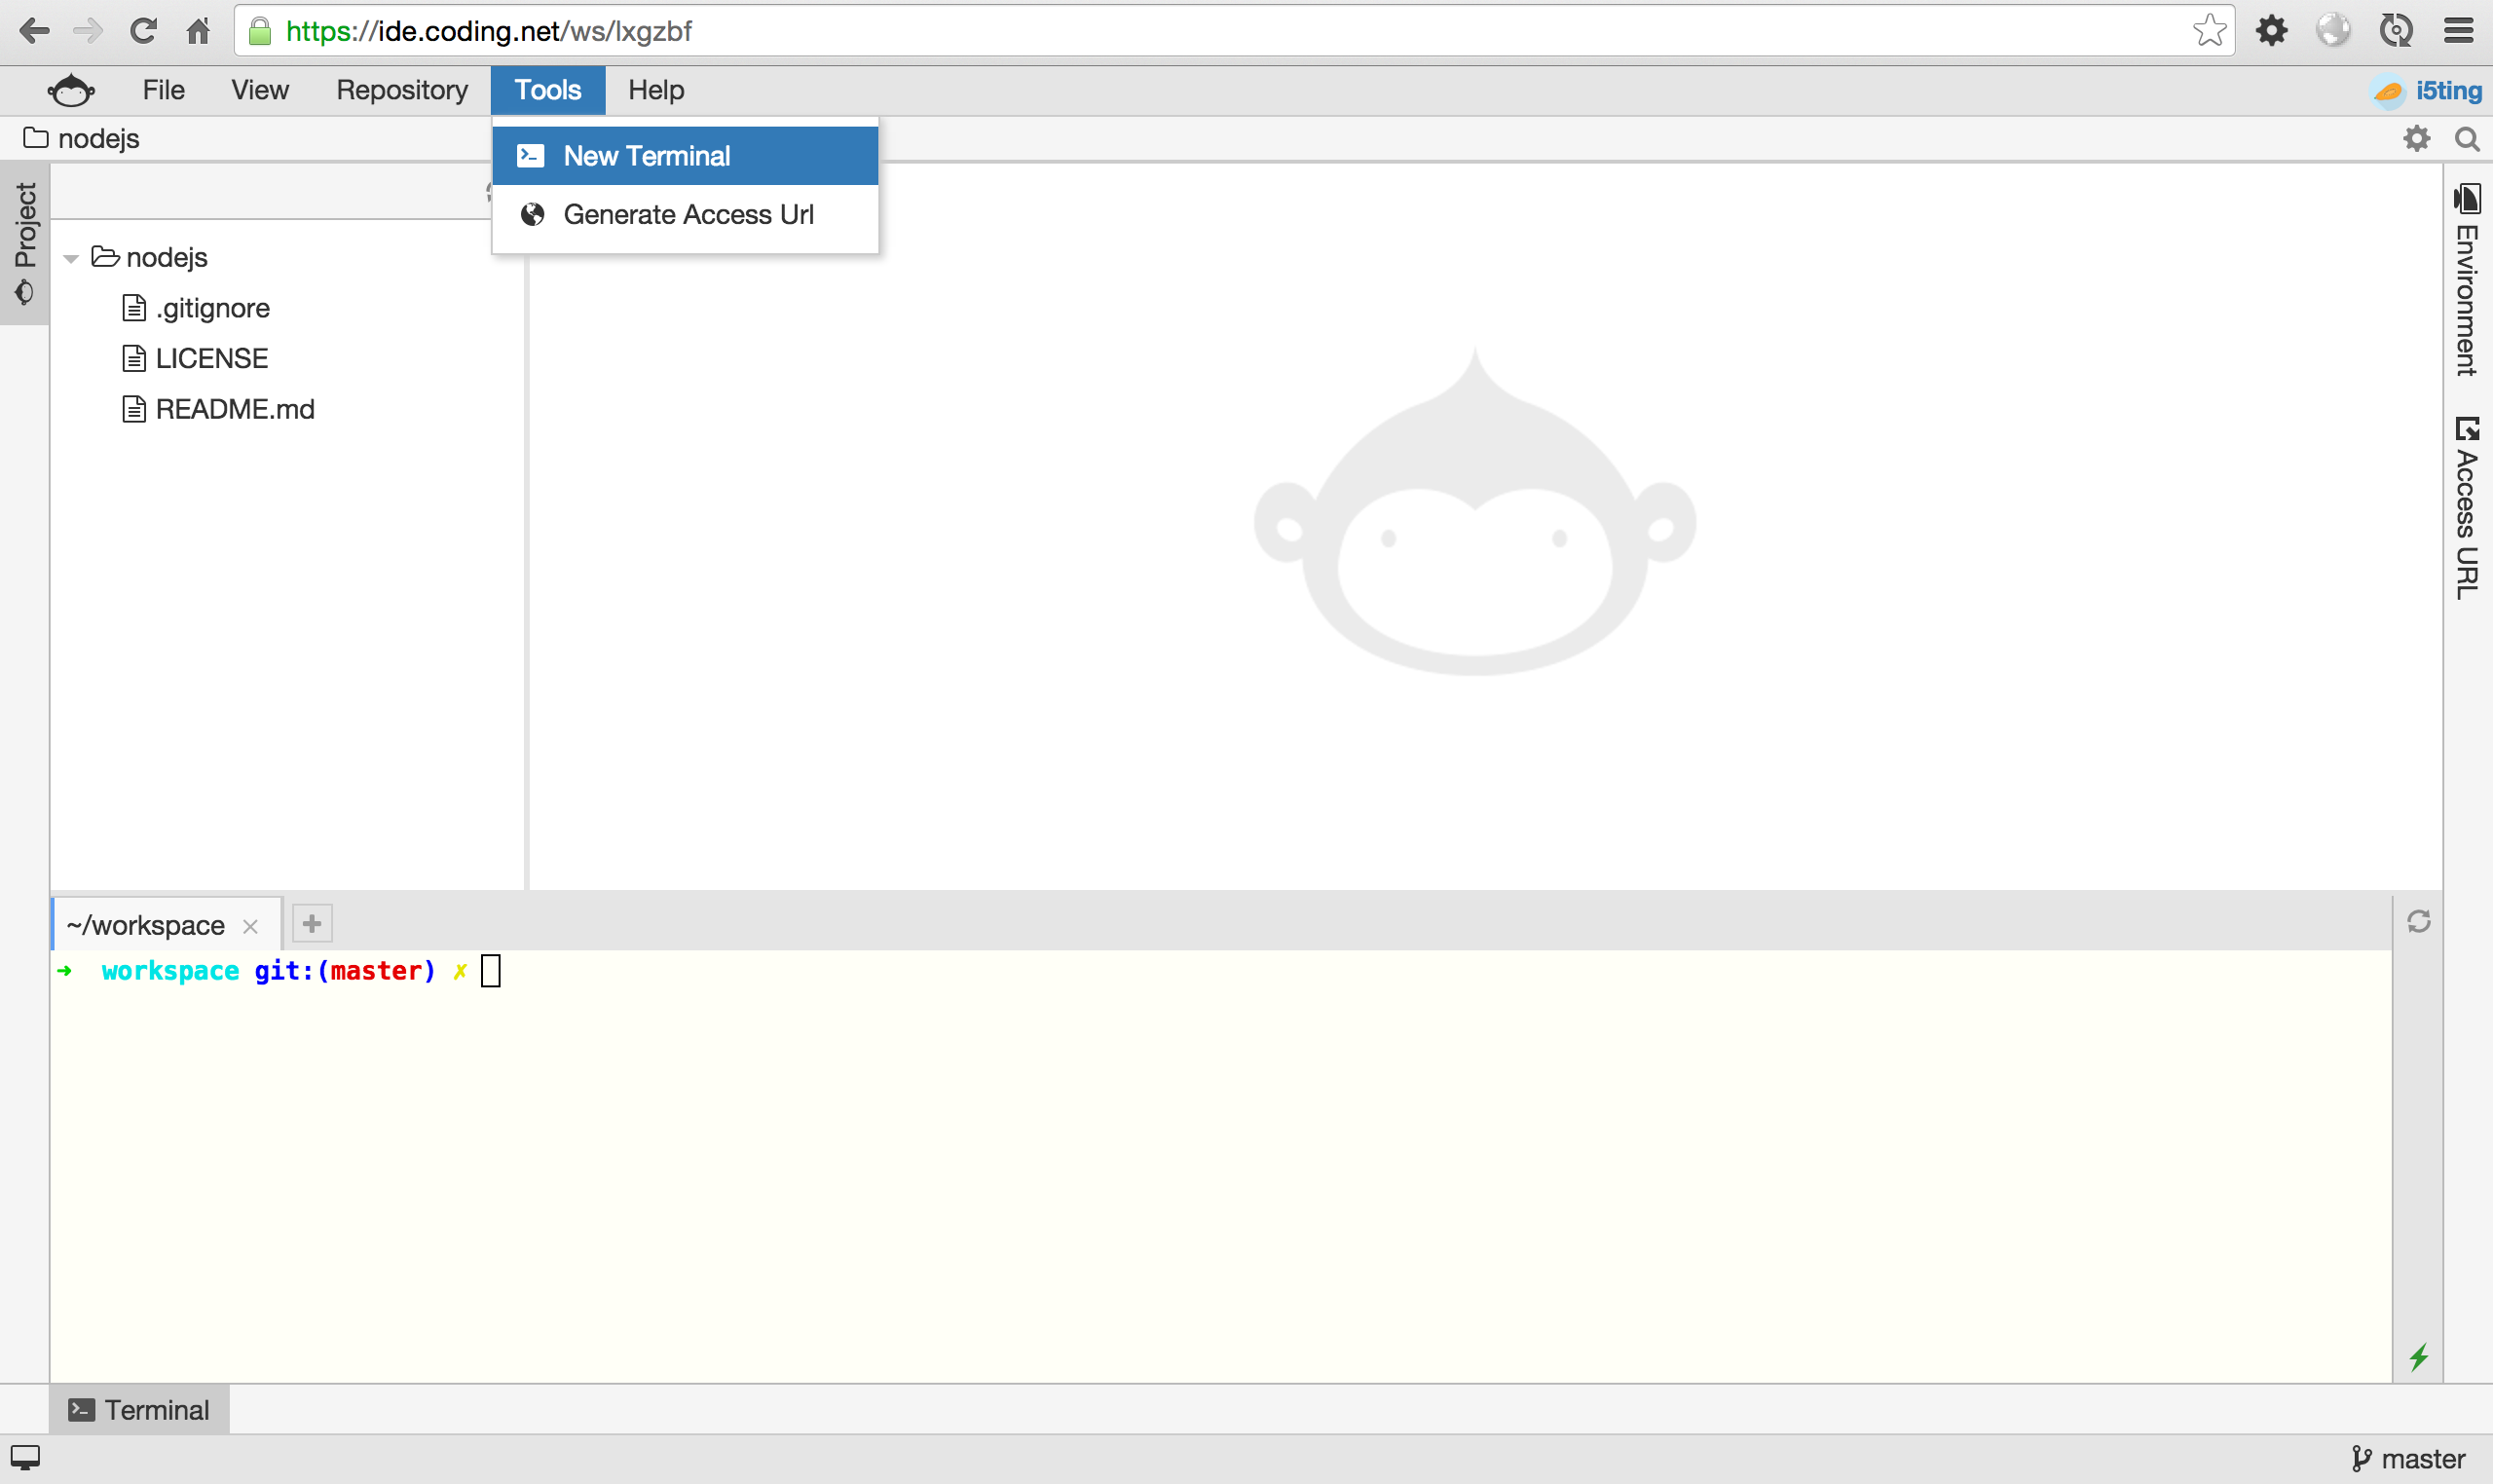 https://ide.coding.net/ws/lxgzbf
File View Repository Tools Help i5ting
nodejs
New Terminal
Generate Access Url
Project
nodejs
.gitignore
LICENSE
README.md
Environment
Access URL
~/workspace
➜ workspace git:(master) ✗
Terminal
master